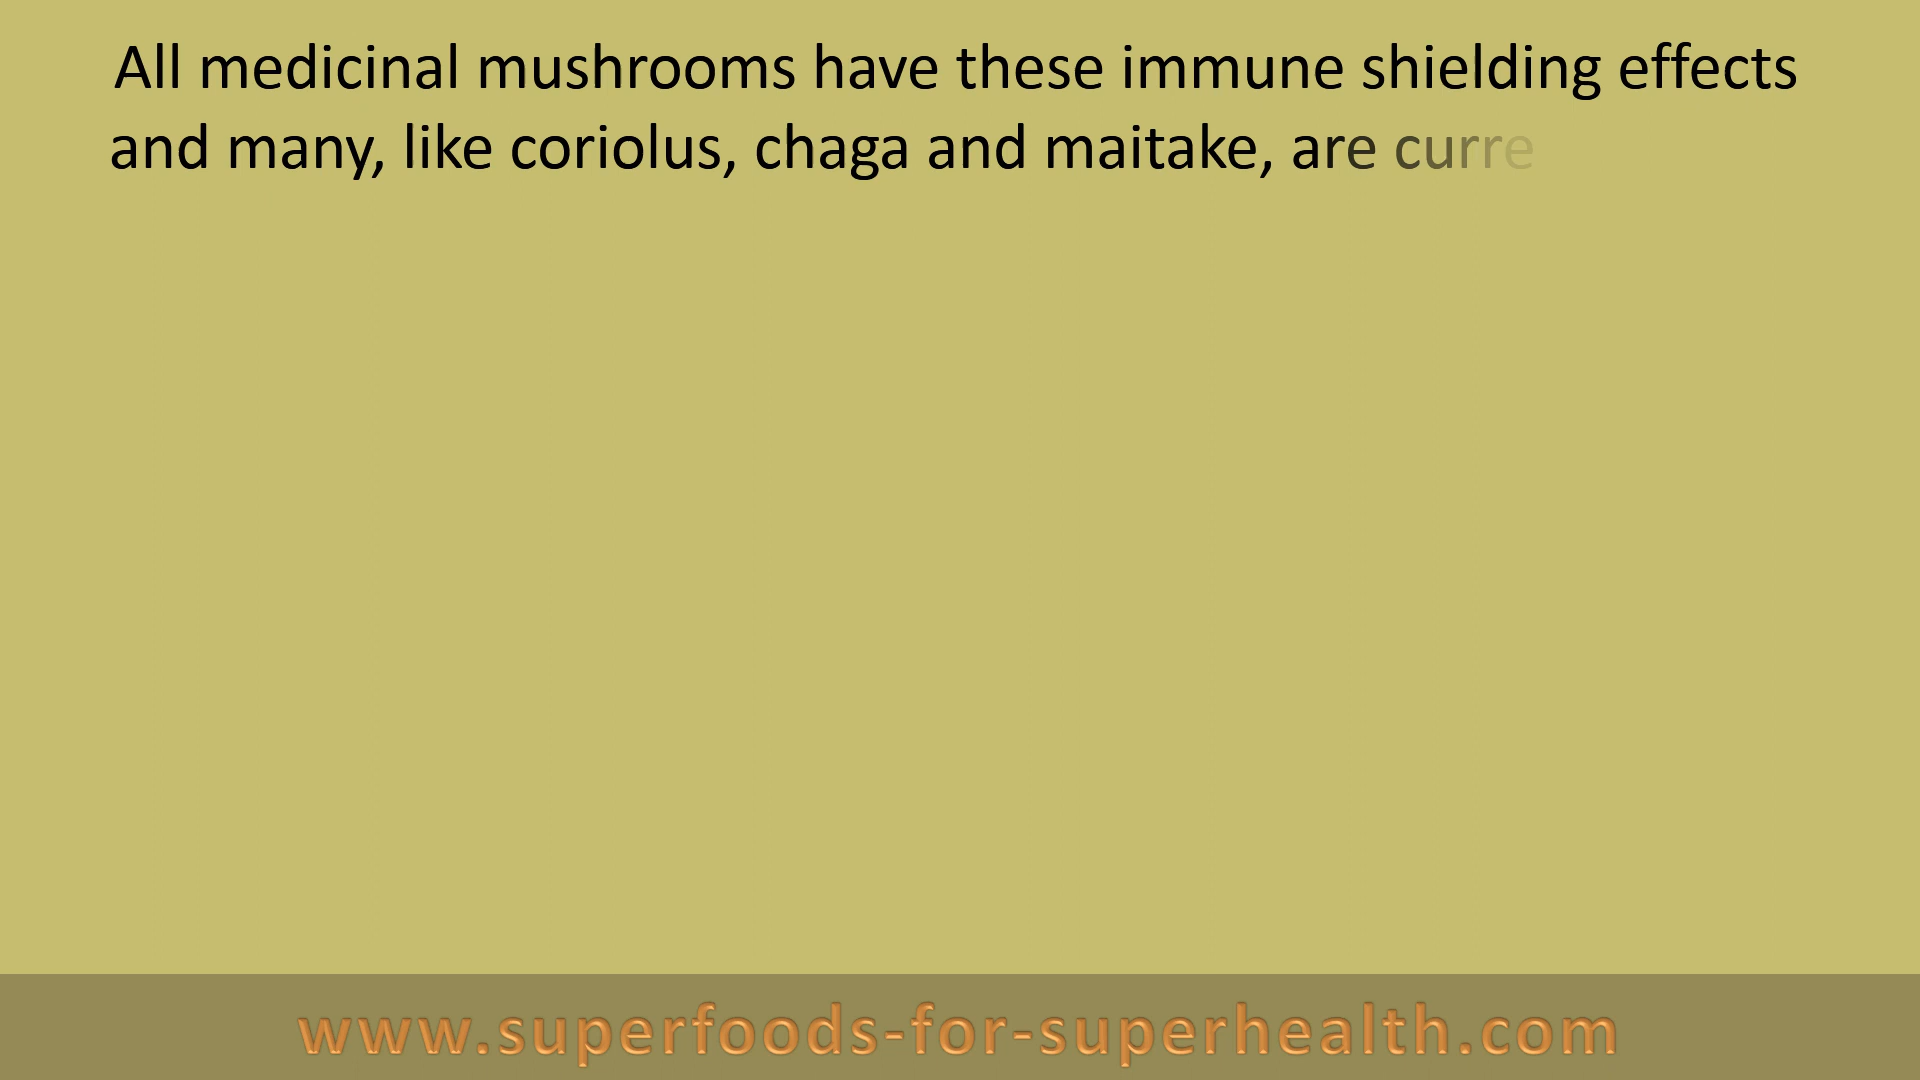 All medicinal mushrooms have these immune shielding effects
and many, like coriolus, chaga and maitake, are curre
www.superfoods-for-superhealth.com